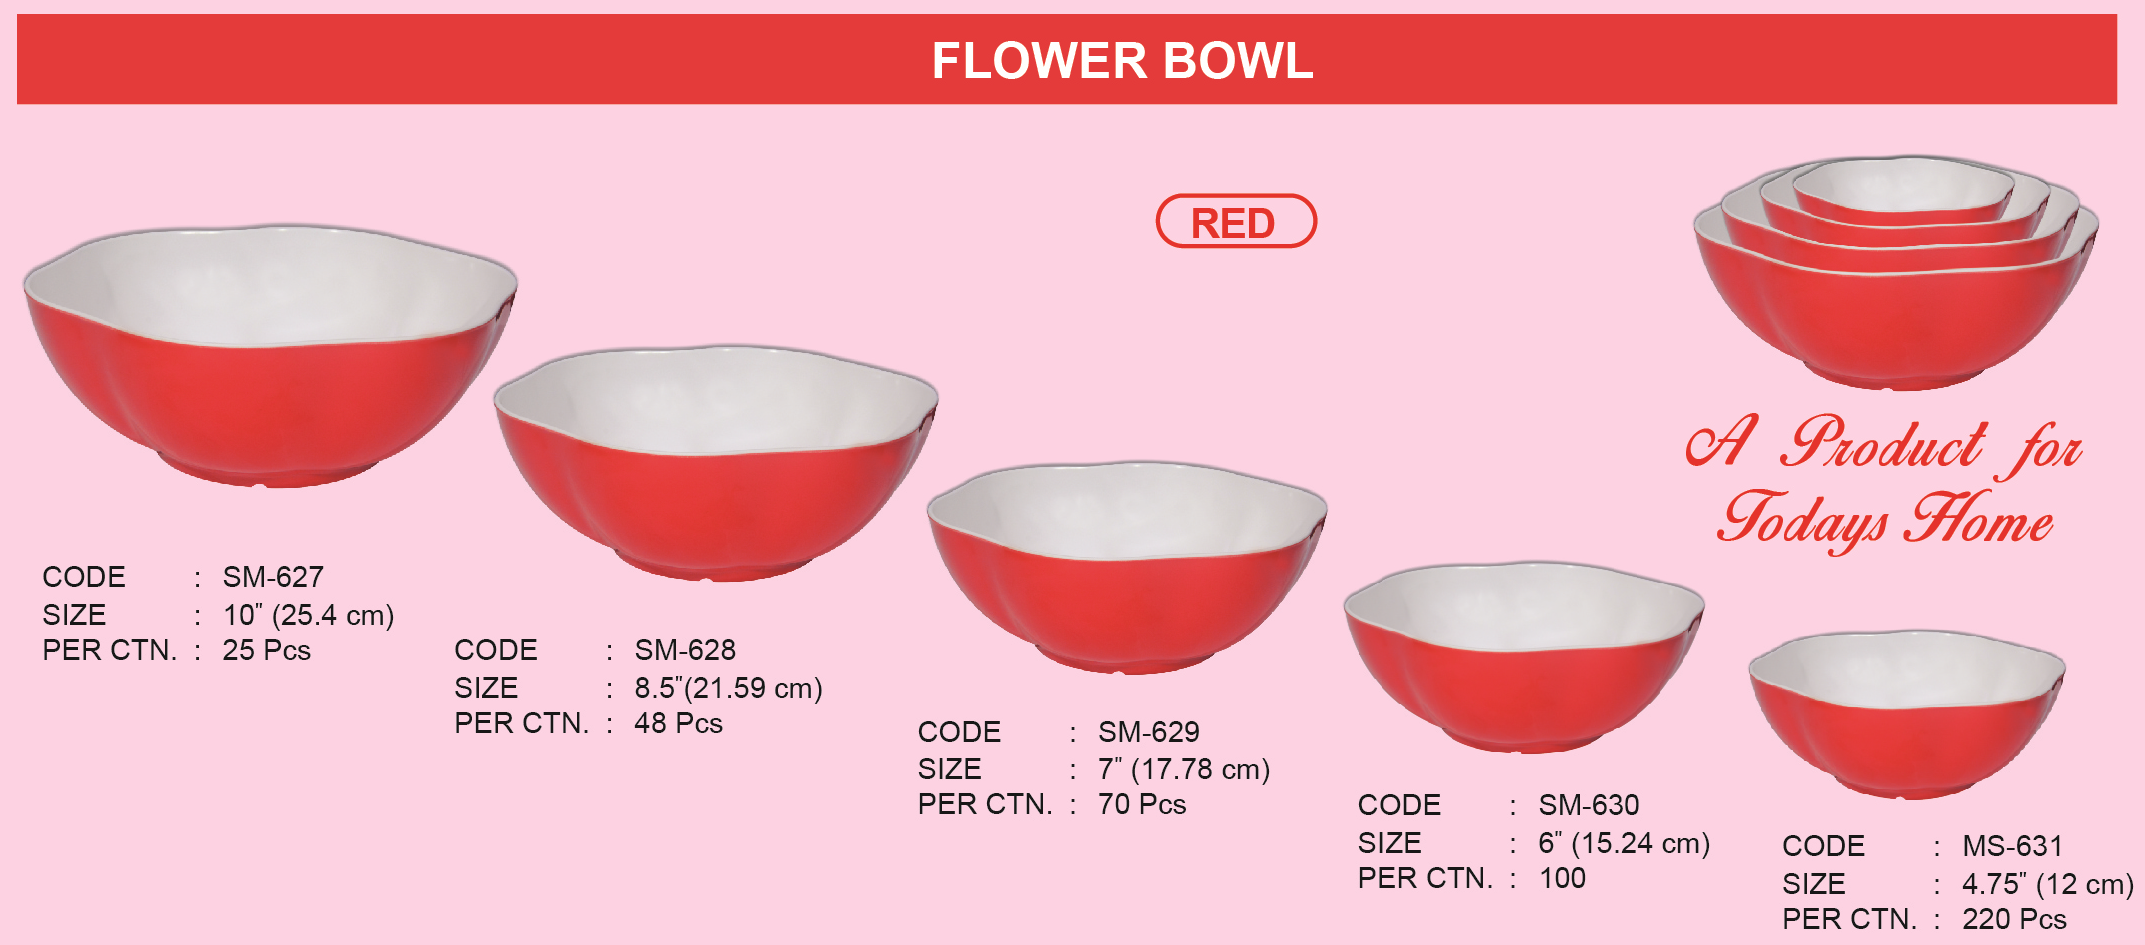 FLOWER BOWL
RED
A Product for
Todays Home
CODE : SM-627
SIZE : 10" (25.4 cm)
PER CTN. : 25 Pcs
CODE : SM-628
SIZE : 8.5"(21.59 cm)
PER CTN. : 48 Pcs
CODE : SM-629
SIZE : 7" (17.78 cm)
PER CTN. : 70 Pcs
CODE : SM-630
SIZE : 6" (15.24 cm)
PER CTN. : 100
CODE : MS-631
SIZE : 4.75" (12 cm)
PER CTN. : 220 Pcs